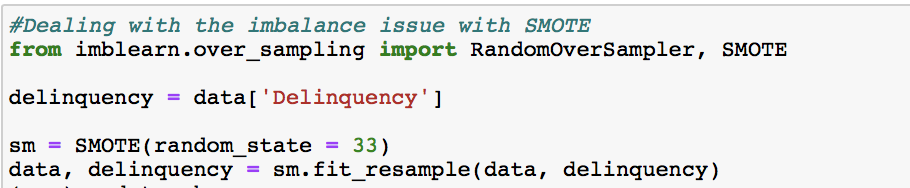 #Dealing with the imbalance issue with SMOTE
from imblearn.over_sampling import RandomOverSampler, SMOTE
delinquency = data['Delinquency']
sm = SMOTE(random_state = 33)
data, delinquency = sm.fit_resample(data, delinquency)